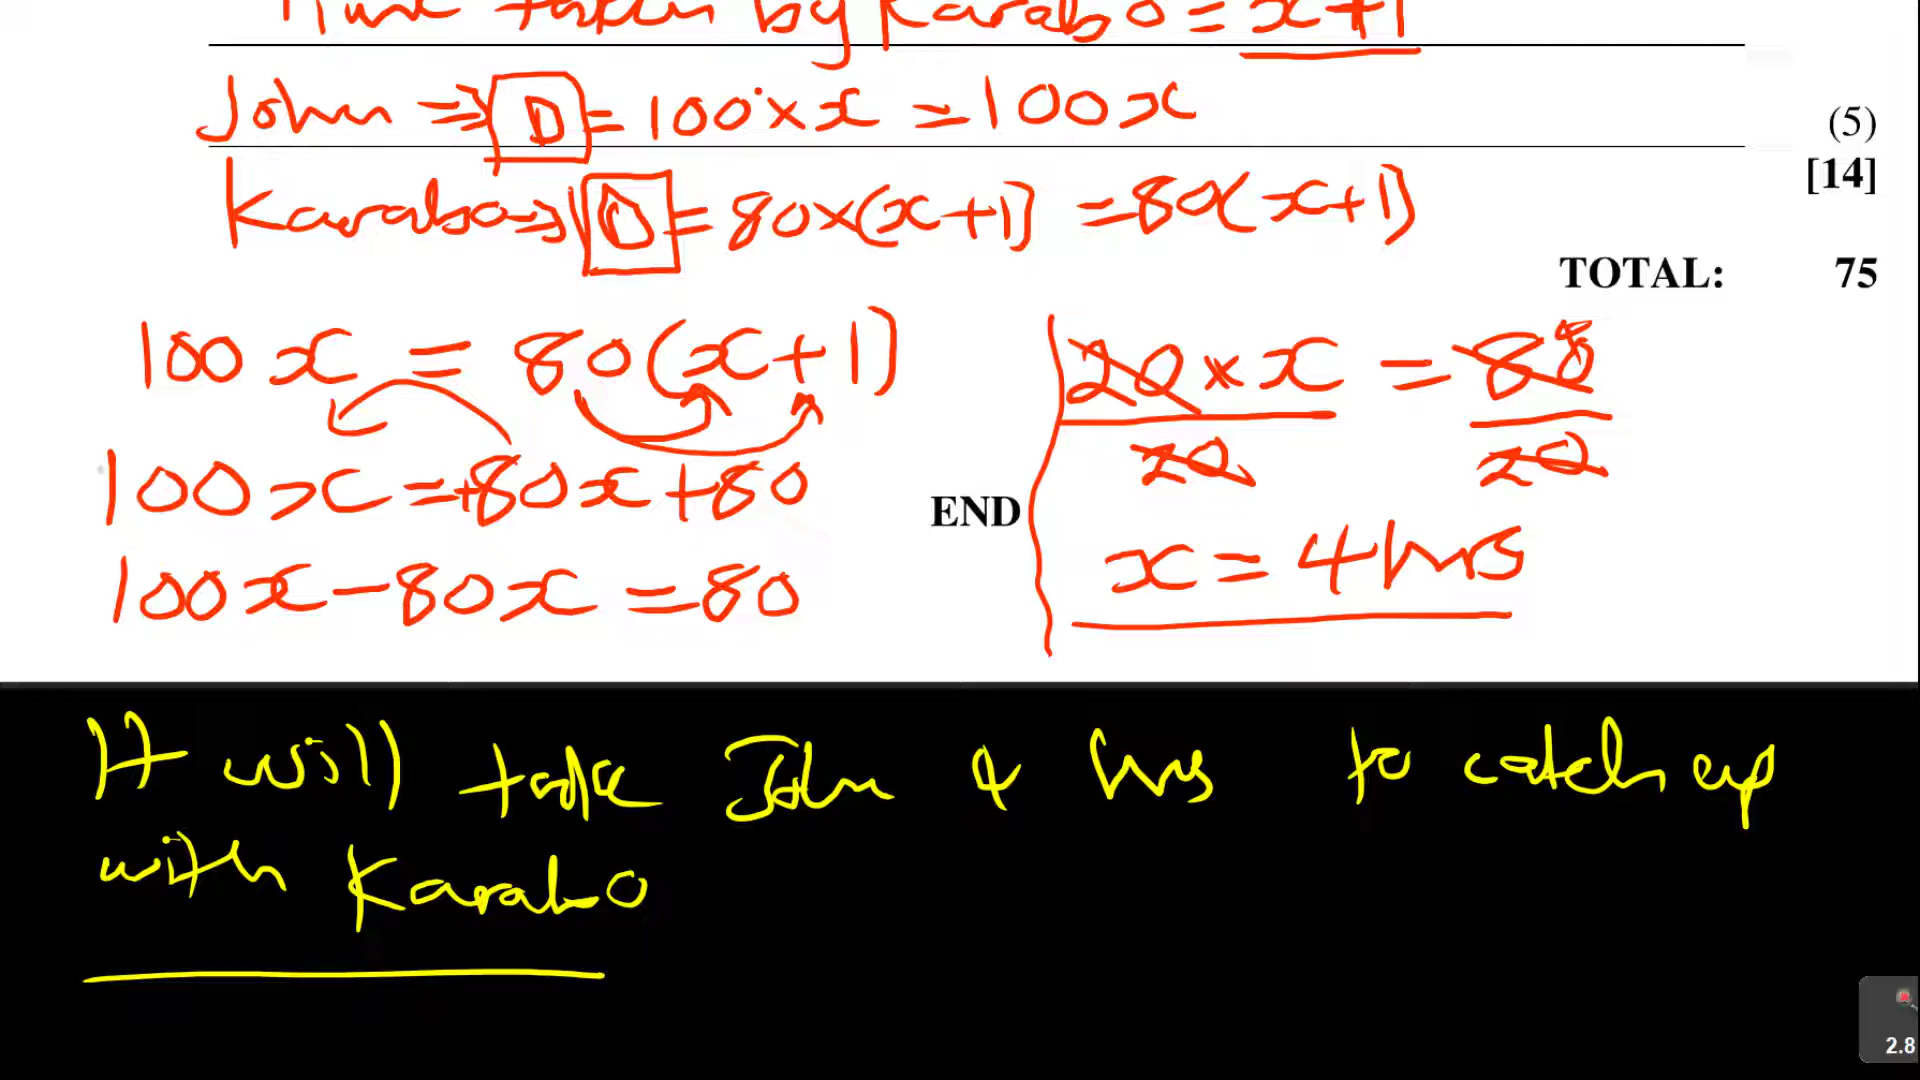 Time taken by Karabo = x+1
John ⇒ D = 100 × x = 100x
(5)
Karabo ⇒ D = 80×(x+1) = 80(x+1)
[14]
TOTAL: 75
100x = 80(x+1)
20 × x = 80 4
20 20
100x = +80x+80
END
x = 4hrs
100x - 80x = 80
It will take John 4 hrs to catch up
with Karabo
2.8